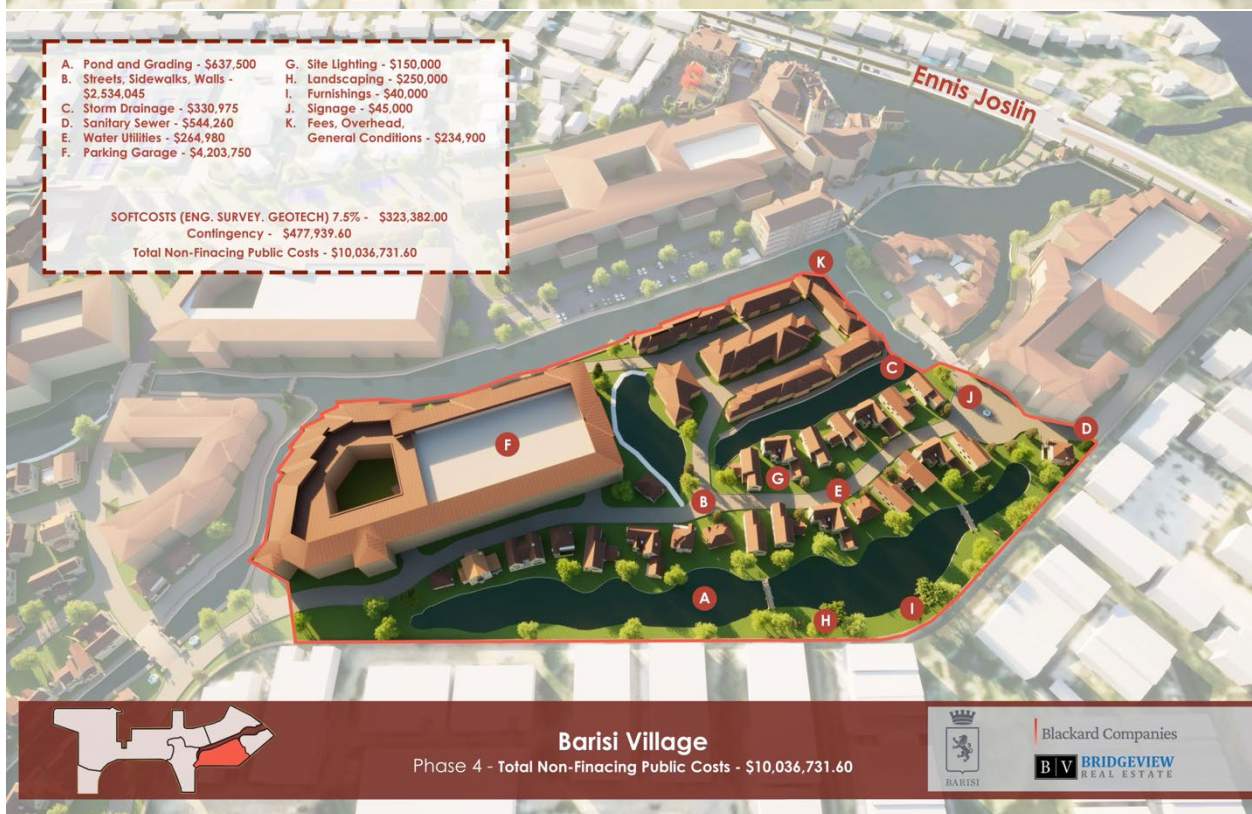 A. Pond and Grading - $637,500
B. Streets, Sidewalks, Walls -
$2,534,045
C. Storm Drainage - $330,975
D. Sanitary Sewer - $544,260
E. Water Utilities - $264,980
F. Parking Garage - $4,203,750
G. Site Lighting - $150,000
H. Landscaping - $250,000
I. Furnishings - $40,000
J. Signage - $45,000
K. Fees, Overhead,
General Conditions - $234,900
SOFTCOSTS (ENG. SURVEY. GEOTECH) 7.5% - $323,382.00
Contingency - $477,939.60
Total Non-Finacing Public Costs - $10,036,731.60
Ennis Joslin
K
C
J
D
F
G
E
B
A
H
I
Barisi Village
Phase 4 - Total Non-Finacing Public Costs - $10,036,731.60
BARISI
Blackard Companies
BV BRIDGEVIEW
REAL ESTATE